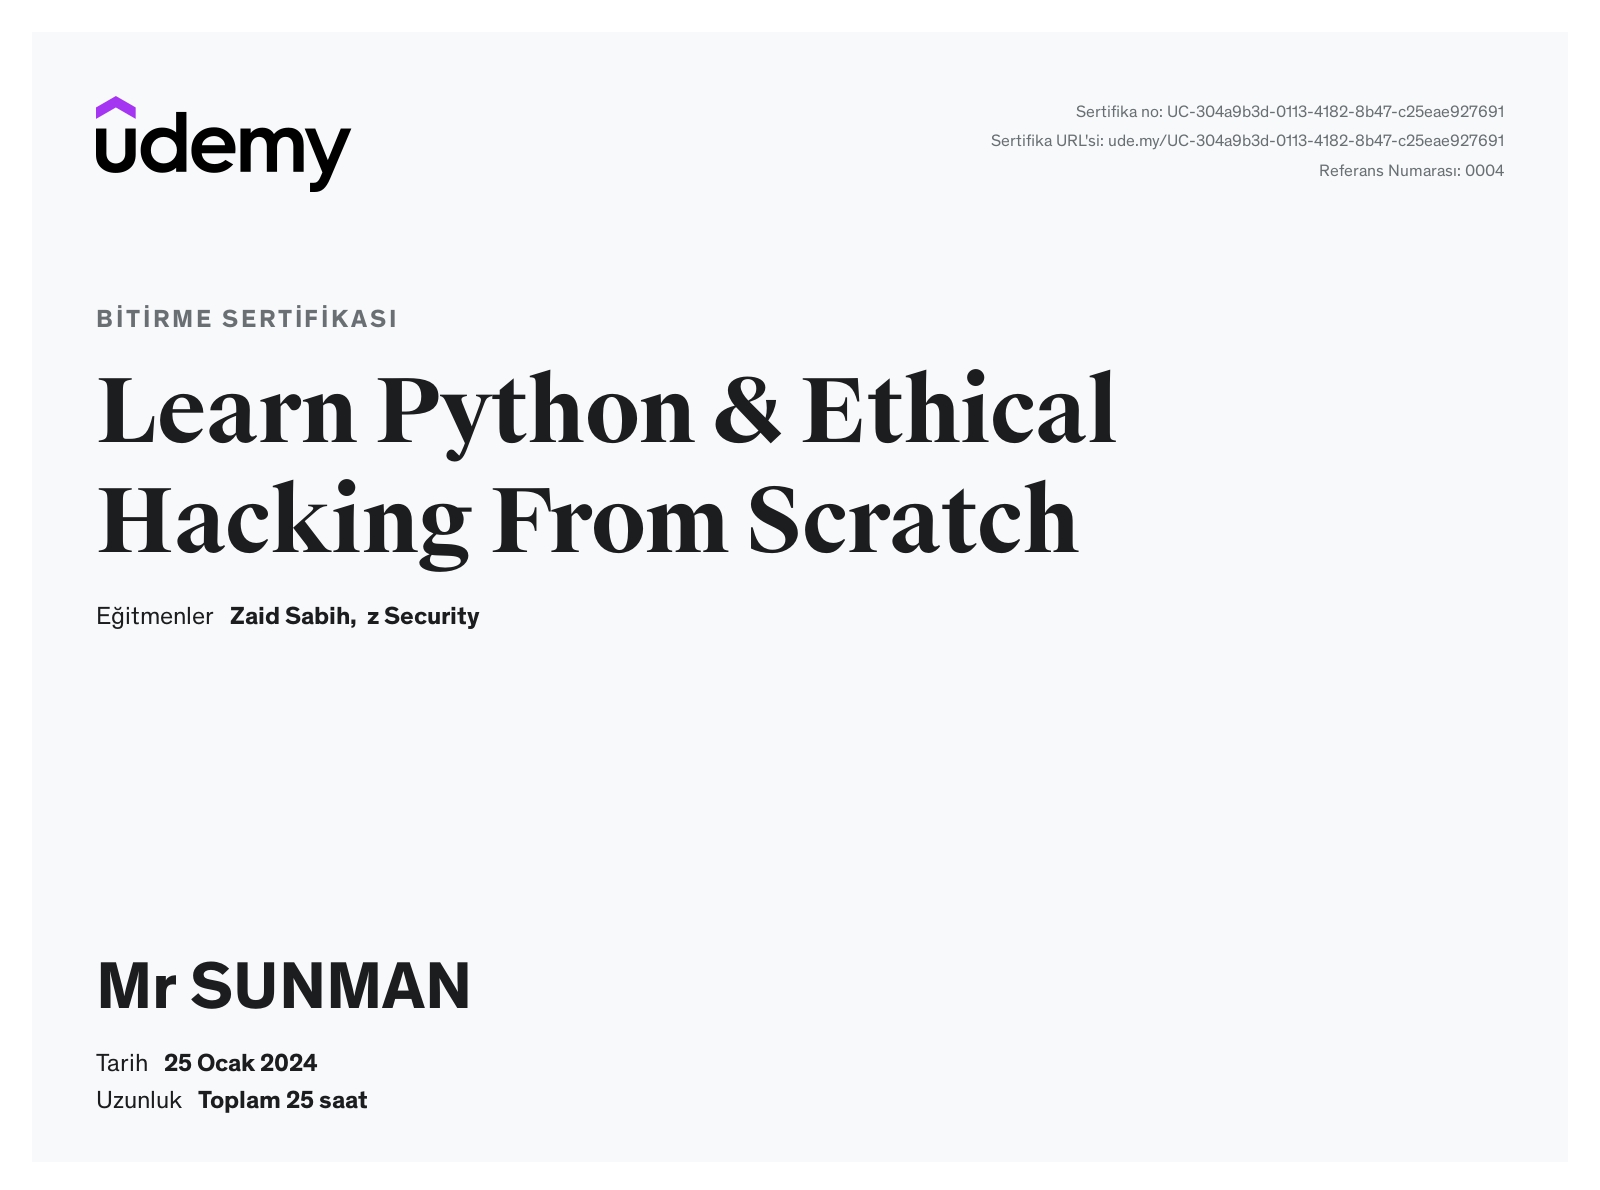 udemy
Sertifika no: UC-304a9b3d-0113-4182-8b47-c25eae927691
Sertifika URL'si: ude.my/UC-304a9b3d-0113-4182-8b47-c25eae927691
Referans Numarası: 0004
BİTİRME SERTİFİKASI
Learn Python & Ethical
Hacking From Scratch
Eğitmenler Zaid Sabih, z Security
Mr SUNMAN
Tarih 25 Ocak 2024
Uzunluk Toplam 25 saat